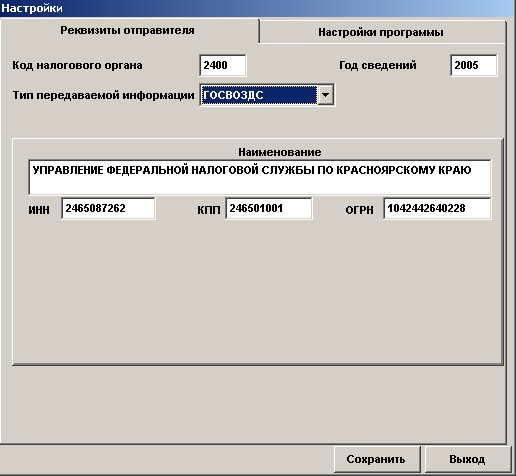 Настройки
Реквизиты отправителя Настройки программы
Код налогового органа 2400 Год сведений 2005
Тип передаваемой информации ГОСВОЗДС
Наименование
УПРАВЛЕНИЕ ФЕДЕРАЛЬНОЙ НАЛОГОВОЙ СЛУЖБЫ ПО КРАСНОЯРСКОМУ КРАЮ
ИНН 2465087262 КПП 246501001 ОГРН 1042442640228
Сохранить Выход